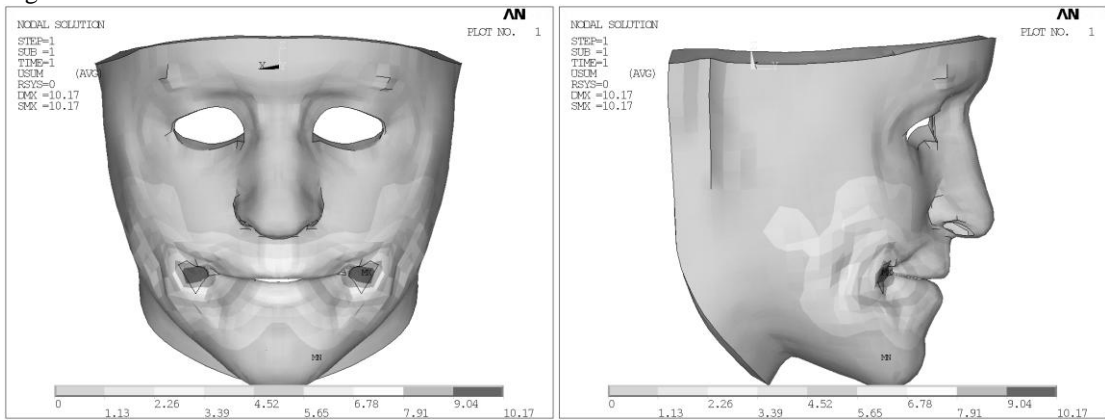 NODAL SOLUTION
STEP=1
SUB =1
TIME=1
USUM (AVG)
RSYS=0
DMX =10.17
SMX =10.17
AN
PLOT NO. 1
X
MX
MN
0 2.26 4.52 6.78 9.04
1.13 3.39 5.65 7.91 10.17
NODAL SOLUTION
STEP=1
SUB =1
TIME=1
USUM (AVG)
RSYS=0
DMX =10.17
SMX =10.17
AN
PLOT NO. 1
MN
0 2.26 4.52 6.78 9.04
1.13 3.39 5.65 7.91 10.17